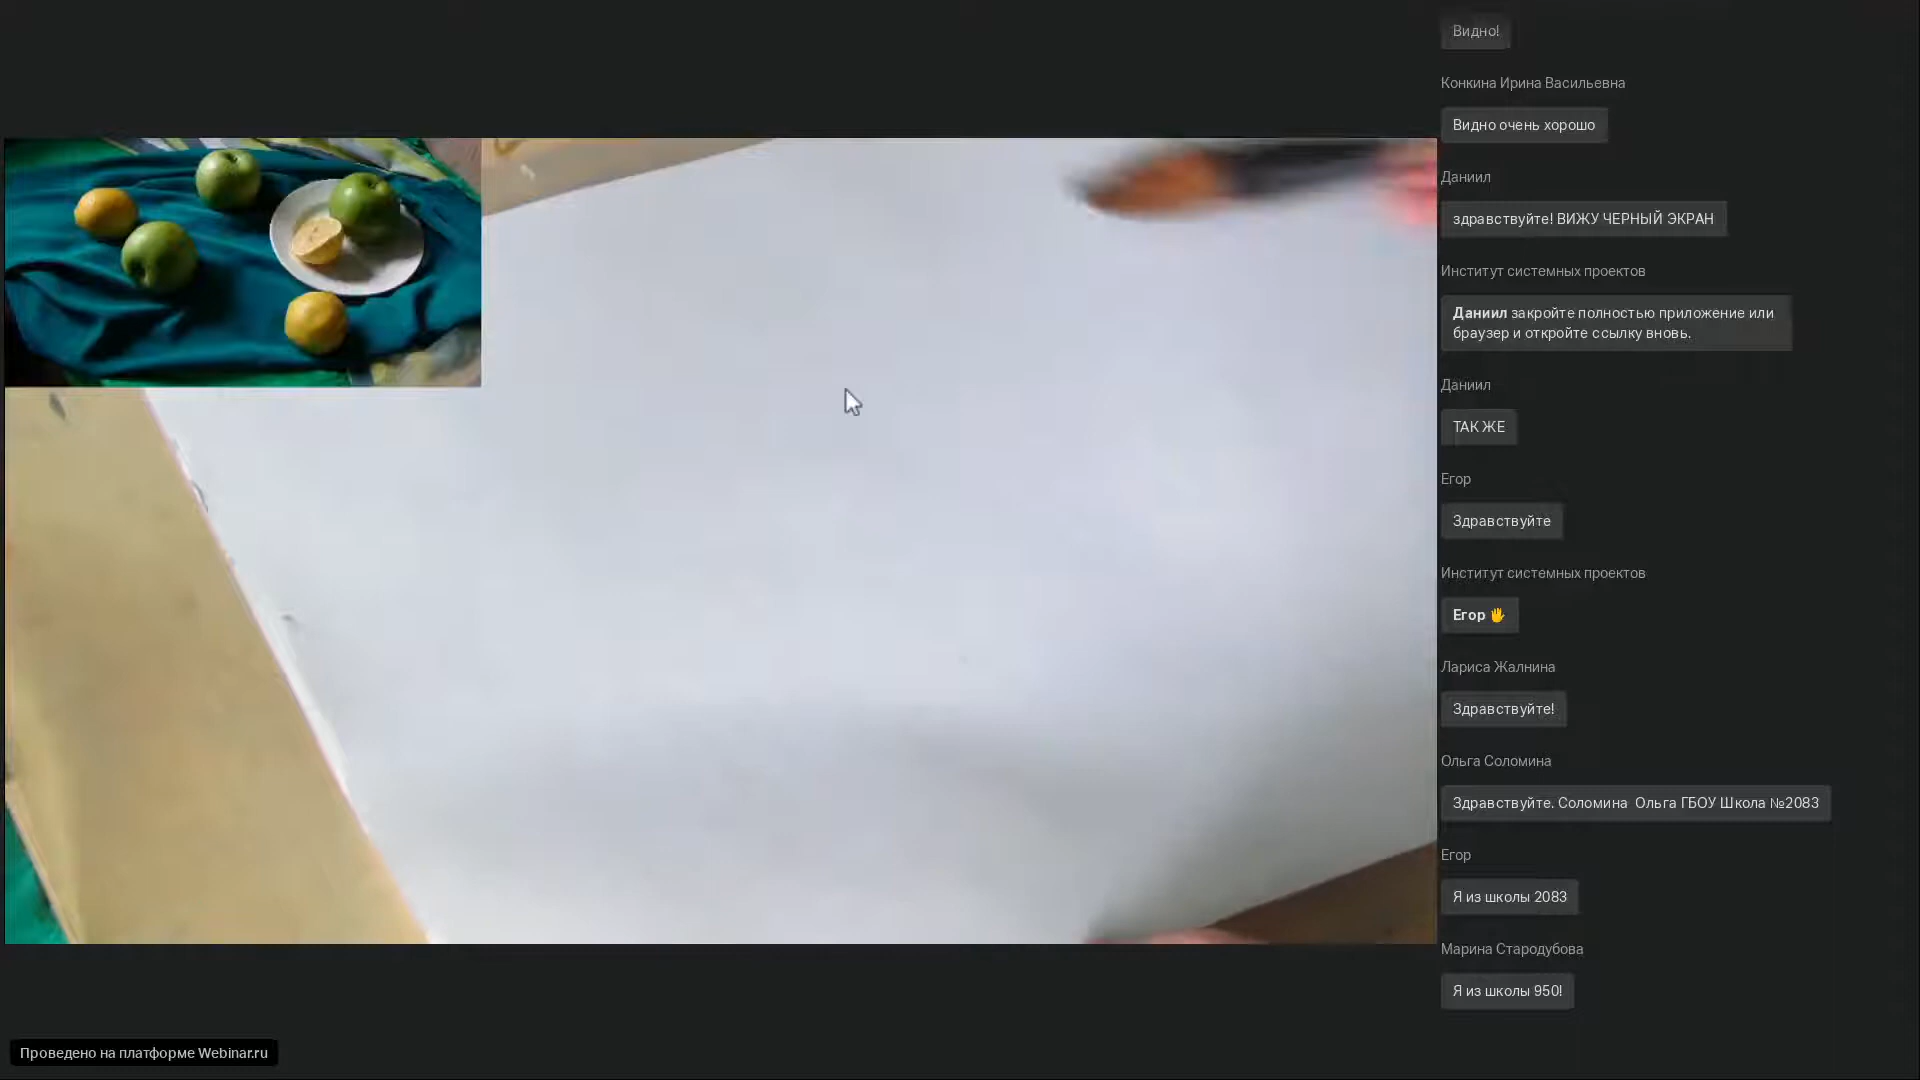 Видно!
Конкина Ирина Васильевна
Видно очень хорошо
Даниил
здравствуйте! ВИЖУ ЧЕРНЫЙ ЭКРАН
Институт системных проектов
Даниил закройте полностью приложение или
браузер и откройте ссылку вновь.
Даниил
ТАК ЖЕ
Егор
Здравствуйте
Институт системных проектов
Егор 🖐
Лариса Жалнина
Здравствуйте!
Ольга Соломина
Здравствуйте. Соломина  Ольга ГБОУ Школа №2083
Егор
Я из школы 2083
Марина Стародубова
Я из школы 950!
Проведено на платформе Webinar.ru